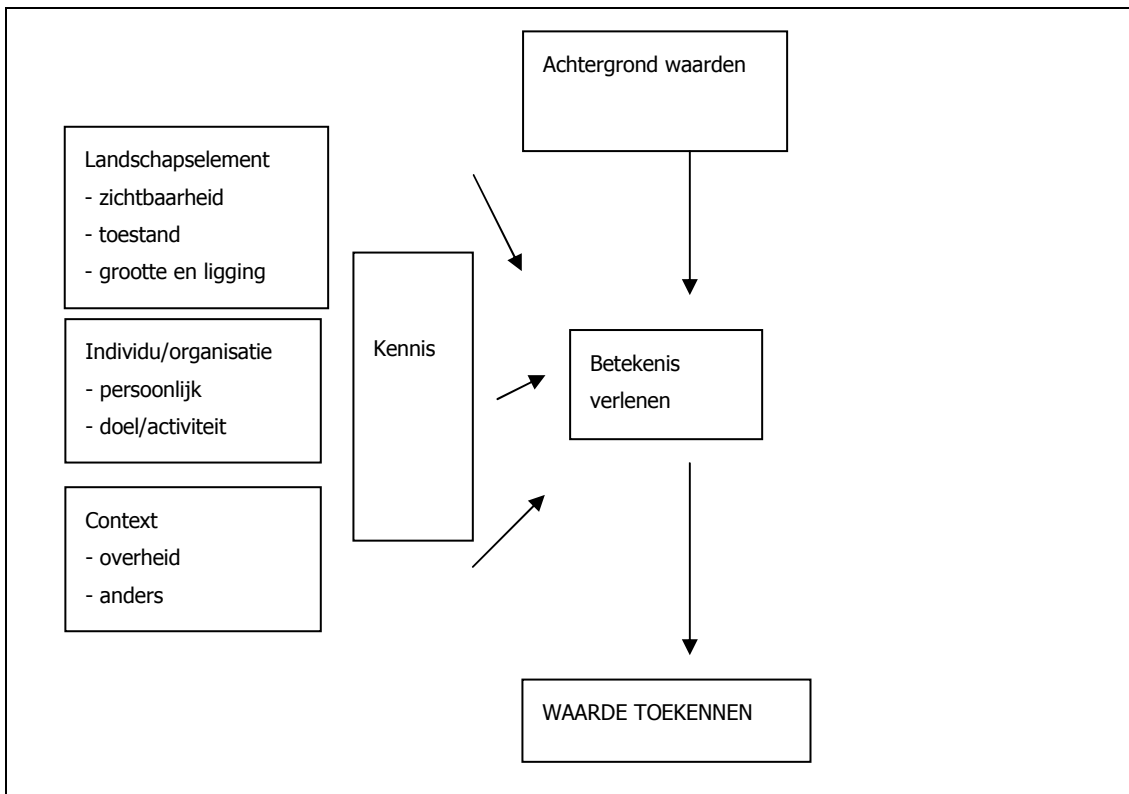 Achtergrond waarden
Landschapselement
- zichtbaarheid
- toestand
- grootte en ligging
Individu/organisatie
- persoonlijk
- doel/activiteit
Context
- overheid
- anders
Kennis
Betekenis
verlenen
WAARDE TOEKENNEN